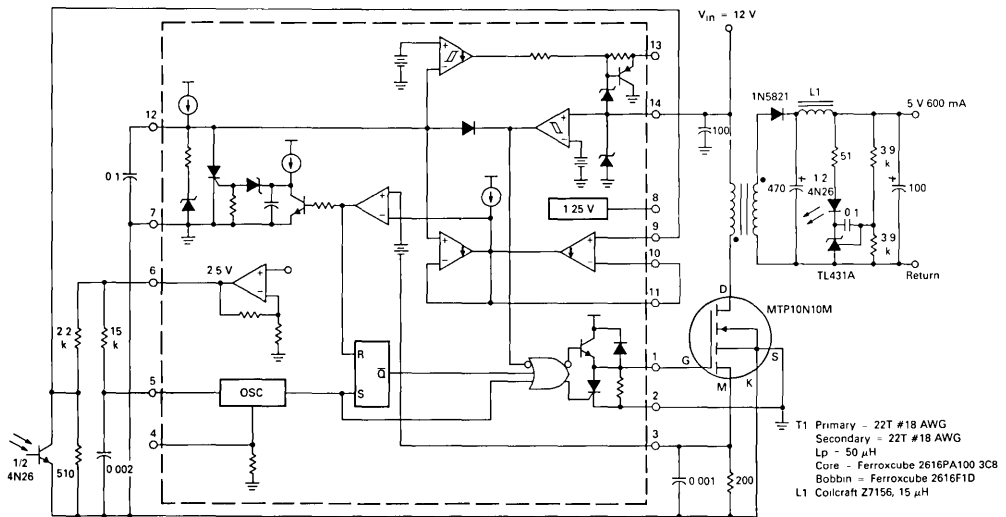 V_in = 12 V
13
1N5821
L1
5 V 600 mA
12
14
100
51
3 9
k
470
1 2
4N26
100
0 1
0 1
7
1 25 V
8
9
3 9
k
10
6
2 5 V
TL431A
Return
11
D
MTP10N10M
2 2
k
15
k
R
Q̅
S
1
G
S
M
K
5
OSC
2
4
3
1/2
4N26
510
0 002
0 001
200
T1 Primary - 22T #18 AWG
Secondary = 22T #18 AWG
Lp - 50 μH
Core - Ferroxcube 2616PA100 3C8
Bobbin = Ferroxcube 2616F1D
L1 Coilcraft Z7156, 15 μH